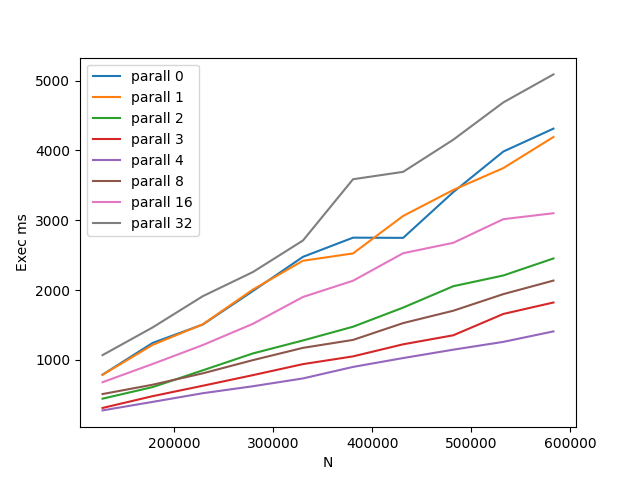 parall 0
parall 1
parall 2
parall 3
parall 4
parall 8
parall 16
parall 32
5000
4000
3000
2000
1000
Exec ms
200000 300000 400000 500000 600000
N